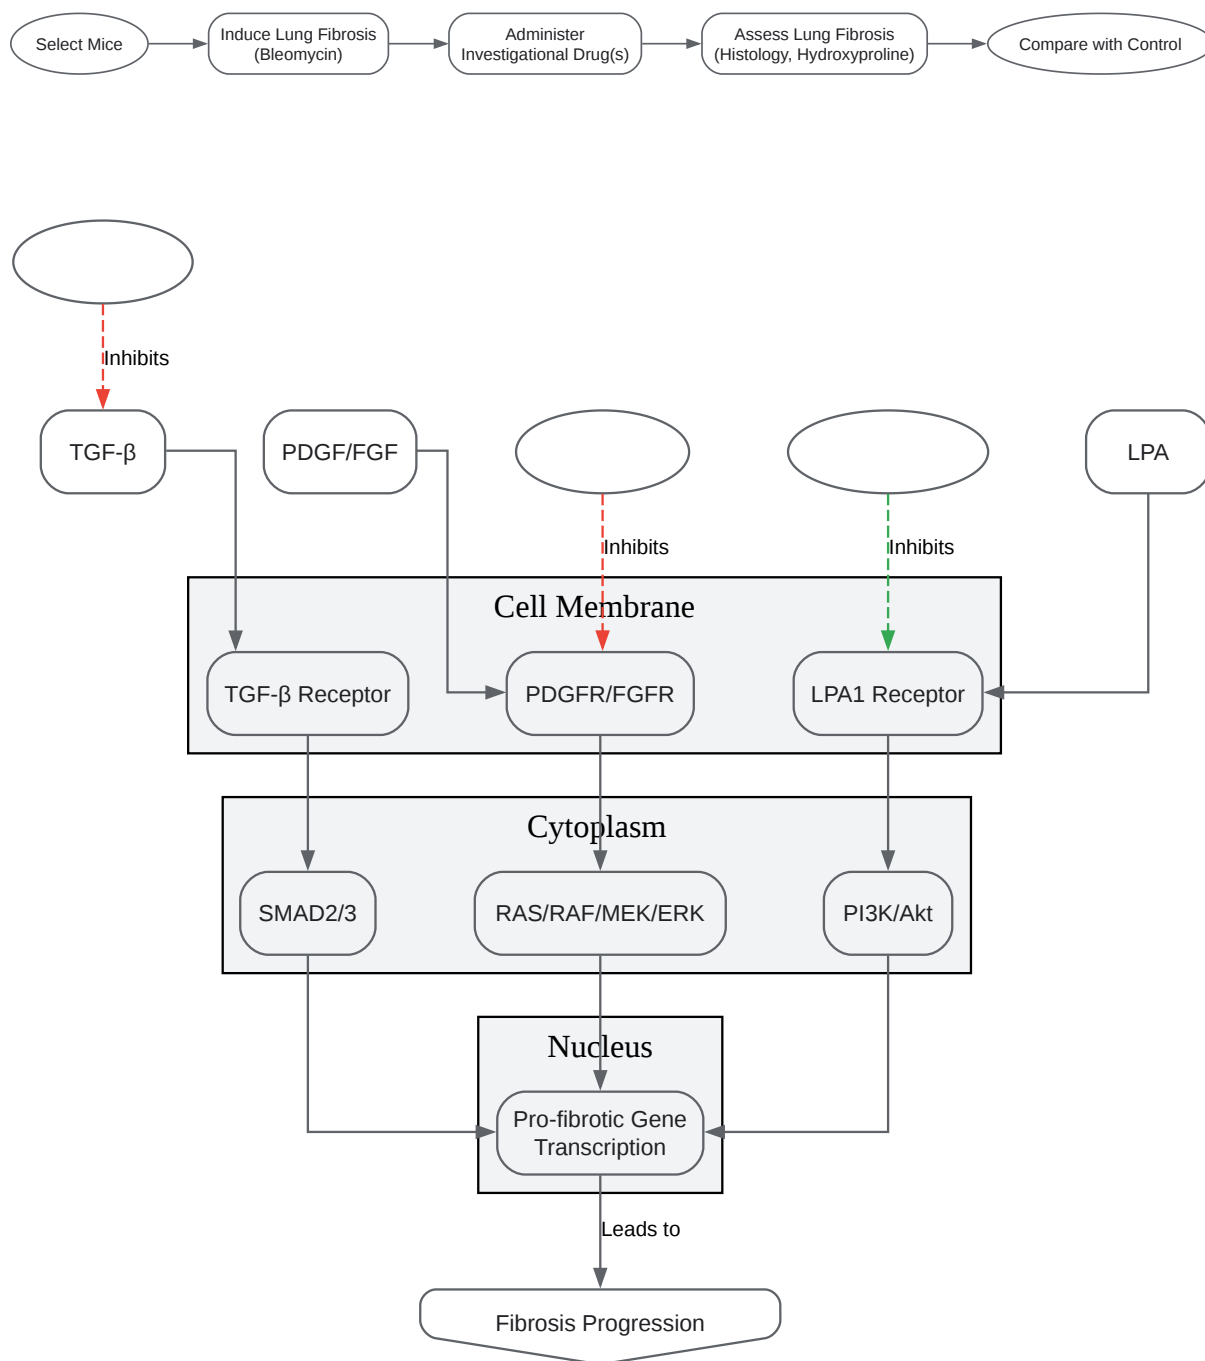 Select Mice
Induce Lung Fibrosis
(Bleomycin)
Administer
Investigational Drug(s)
Assess Lung Fibrosis
(Histology, Hydroxyproline)
Compare with Control
Inhibits
TGF-β
PDGF/FGF
LPA
Inhibits
Inhibits
Cell Membrane
TGF-β Receptor
PDGFR/FGFR
LPA1 Receptor
Cytoplasm
SMAD2/3
RAS/RAF/MEK/ERK
PI3K/Akt
Nucleus
Pro-fibrotic Gene
Transcription
Leads to
Fibrosis Progression